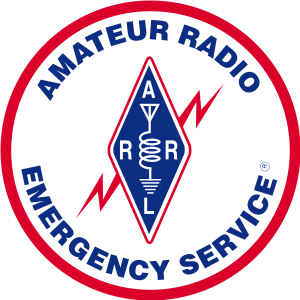 AMATEUR RADIO
A
R R
L
EMERGENCY SERVICE®